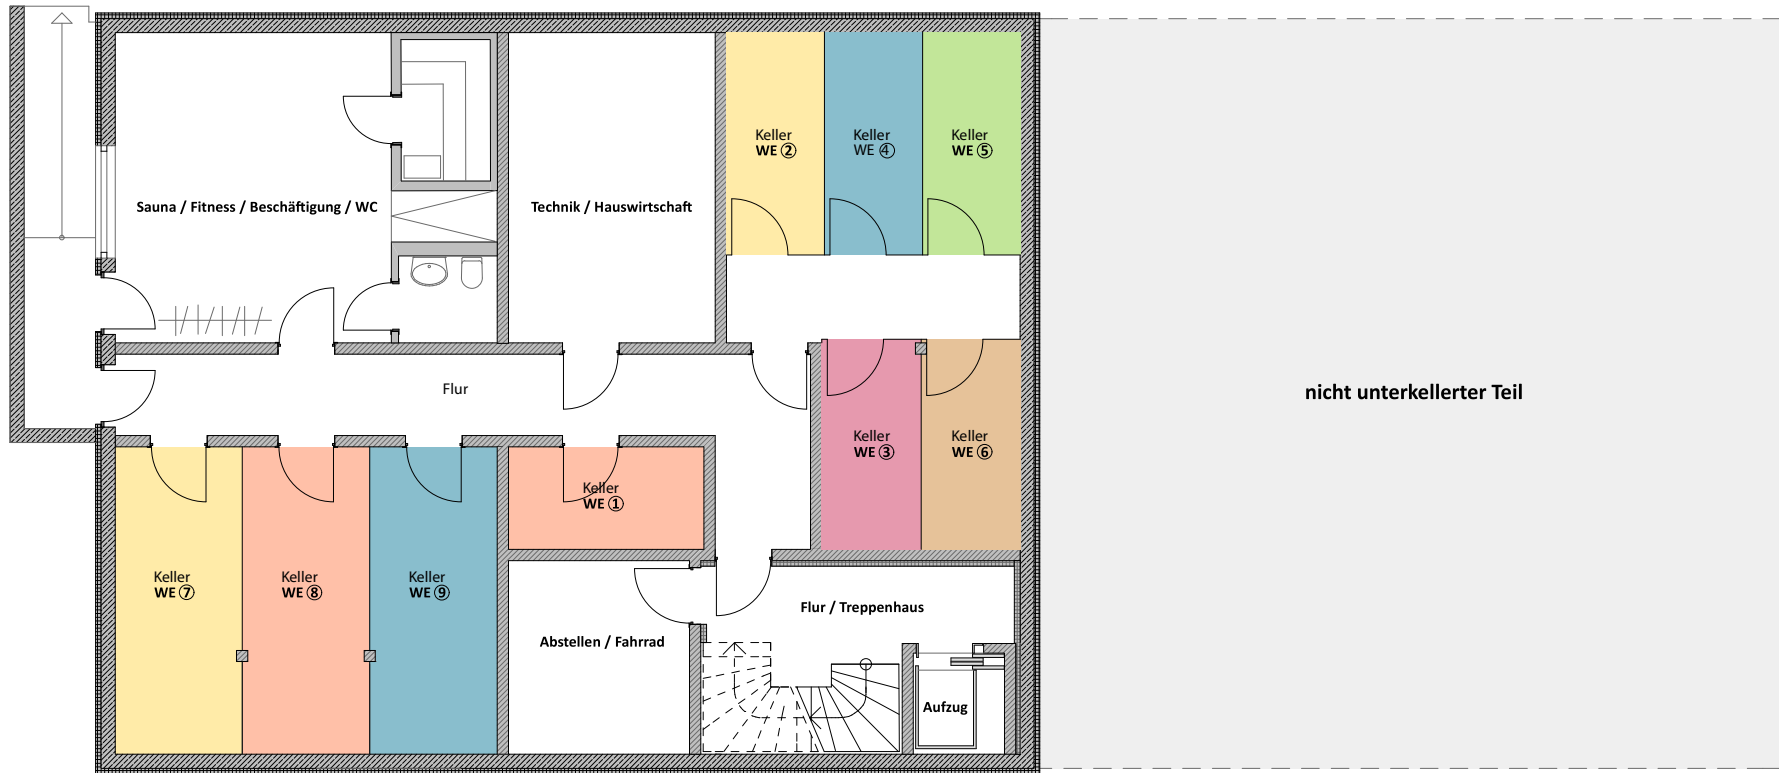 Keller
WE ②
Keller
WE ④
Keller
WE ⑤
Sauna / Fitness / Beschäftigung / WC
Technik / Hauswirtschaft
Flur
nicht unterkellerter Teil
Keller
WE ③
Keller
WE ⑥
Keller
WE ①
Keller
WE ⑦
Keller
WE ⑧
Keller
WE ⑨
Flur / Treppenhaus
Abstellen / Fahrrad
Aufzug